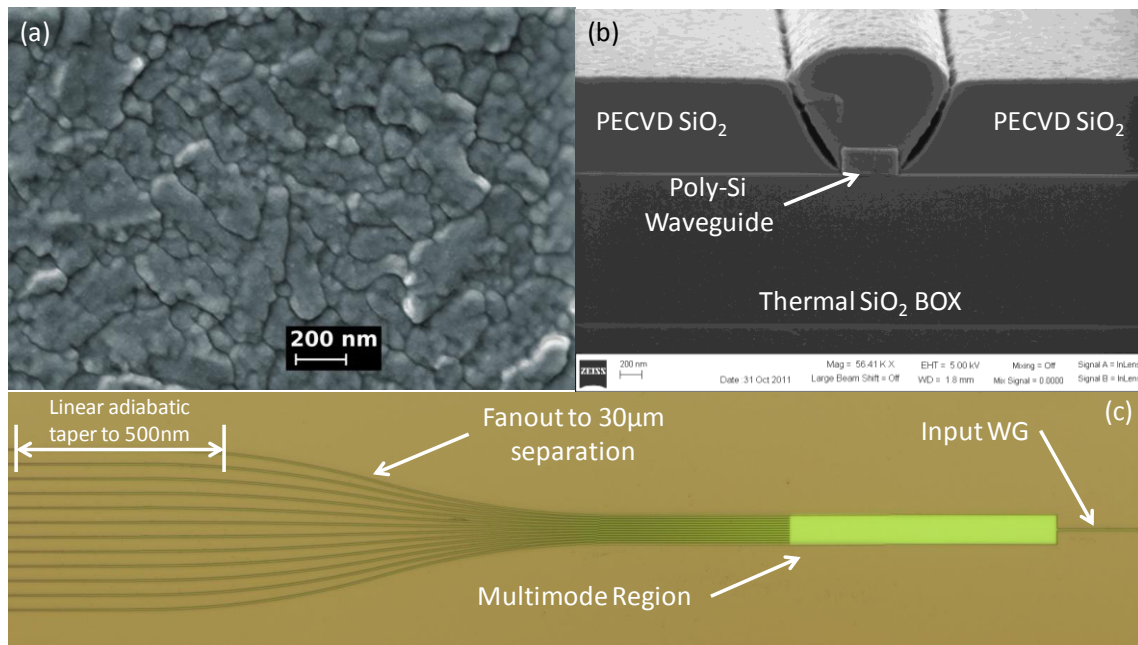 (a)
200 nm
(b)
PECVD SiO₂
PECVD SiO₂
Poly-Si
Waveguide
Thermal SiO₂ BOX
ZEISS
200 nm
Date :31 Oct 2011
Mag = 56.41 K X
Large Beam Shift = Off
EHT = 5.00 kV
WD = 1.8 mm
Mixing = Off
Mix Signal = 0.0000
Signal A = InLens
Signal B = InLens
(c)
Linear adiabatic
taper to 500nm
Fanout to 30μm
separation
Input WG
Multimode Region